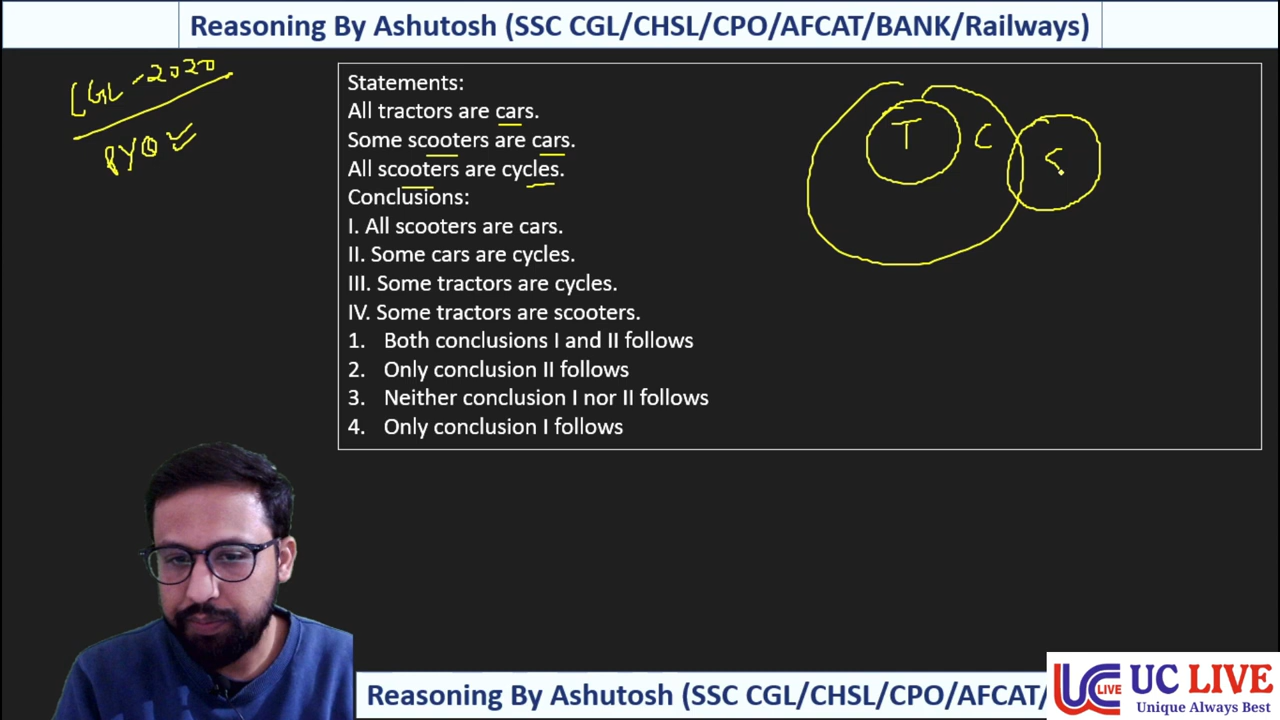 Reasoning By Ashutosh (SSC CGL/CHSL/CPO/AFCAT/BANK/Railways)
CGL - 2020
PYQ
Statements:
All tractors are cars.
Some scooters are cars.
All scooters are cycles.
Conclusions:
I. All scooters are cars.
II. Some cars are cycles.
III. Some tractors are cycles.
IV. Some tractors are scooters.
1. Both conclusions I and II follows
2. Only conclusion II follows
3. Neither conclusion I nor II follows
4. Only conclusion I follows
T C S
Reasoning By Ashutosh (SSC CGL/CHSL/CPO/AFCAT/
UC LIVE UC LIVE
Unique Always Best